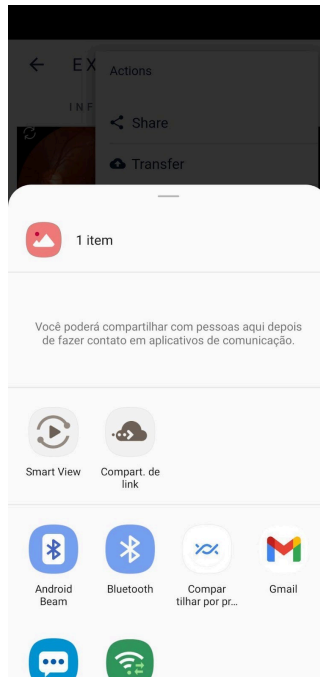 EX
Actions
INF
Share
Transfer
1 item
Você poderá compartilhar com pessoas aqui depois
de fazer contato em aplicativos de comunicação.
Smart View
Compart. de
link
Android
Beam
Bluetooth
Compar
tilhar por pr...
Gmail